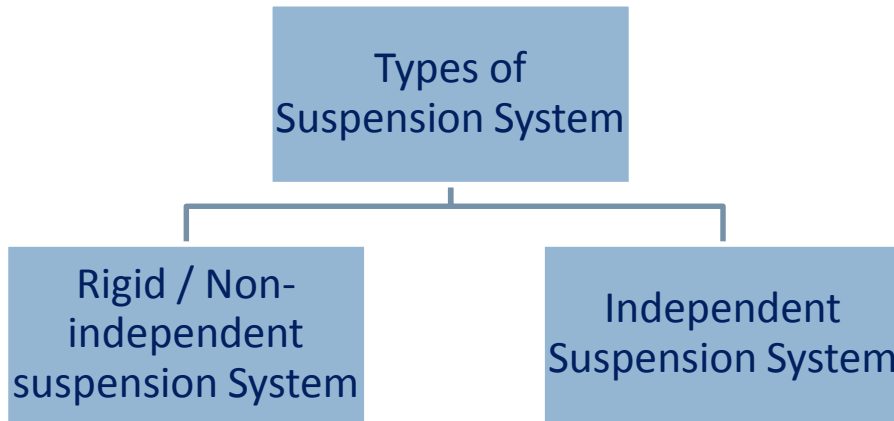 Types of
Suspension System
Rigid / Non-
independent
suspension System
Independent
Suspension System